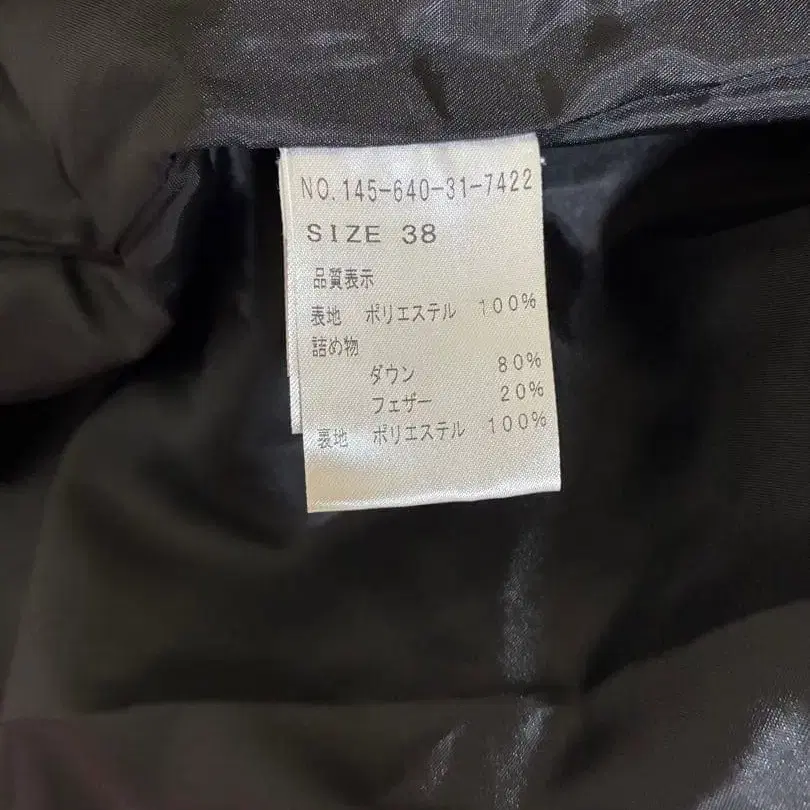 NO.145-640-31-7422
SIZE 38
品質表示
表地 ポリエステル 100%
詰め物
ダウン 80%
フェザー 20%
裏地 ポリエステル 100%